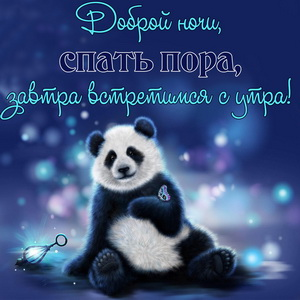 Доброй ночи,
спать пора,
завтра встретимся с утра!